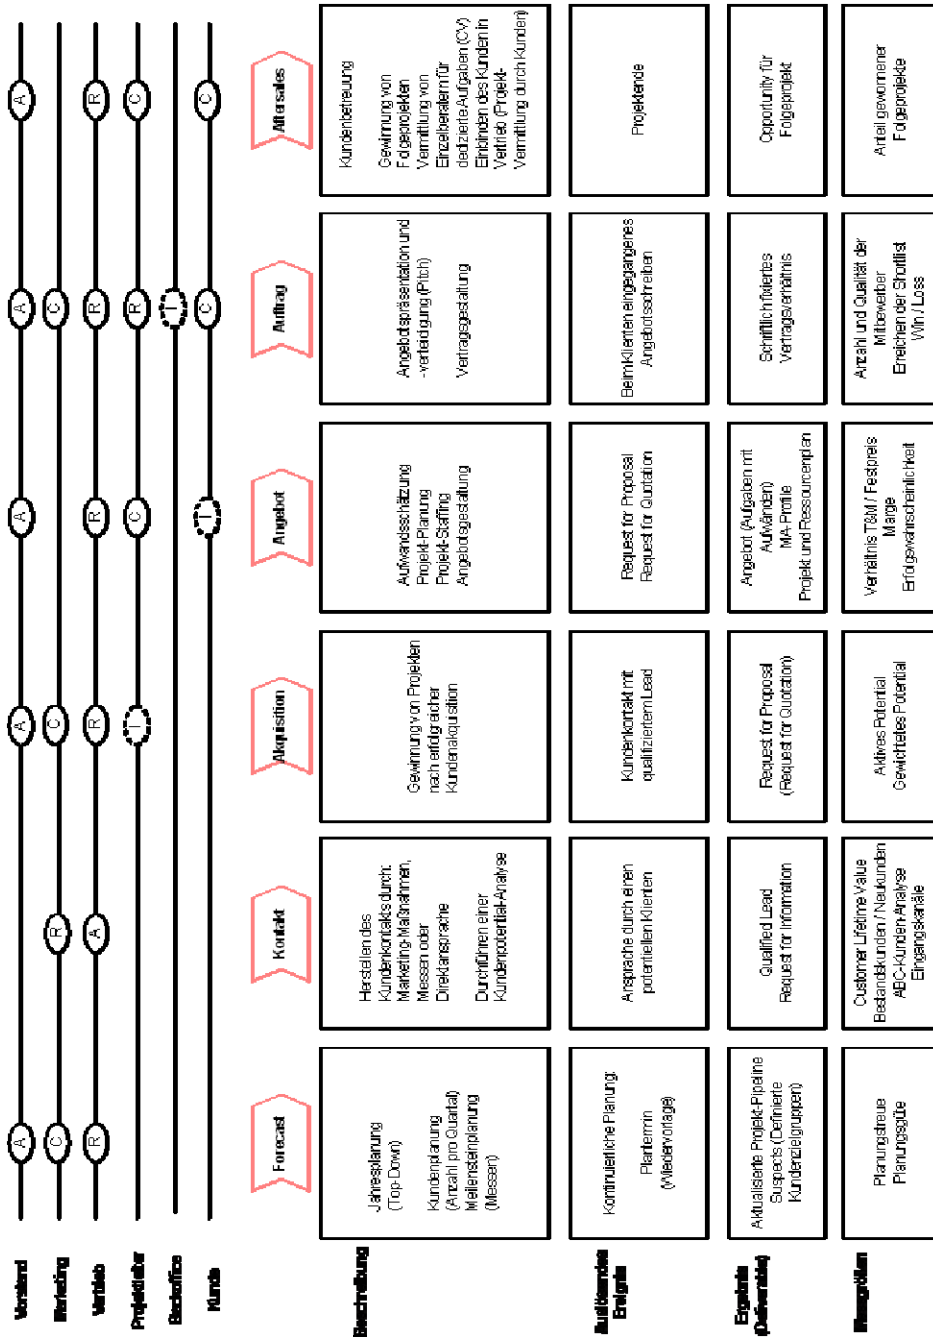 Vorstand A A A A A
Marketing C R C C
Vertrieb R A R R R R
Projektleiter I C R C
Backoffice I
Kunde I C C
Forecast
Kontakt
Akquisition
Angebot
Auftrag
Aftersales
Beschreibung
Jahresplanung
(Top-Down)
Kundenplanung
(Anzahl pro Quartal)
Meilensteinplanung
(Messen)
Herstellen des
Kundenkontakts durch:
Marketing-Maßnahmen,
Messen oder
Direktansprache
Durchführen einer
Kundenpotential-Analyse
Gewinnung von Projekten
nach erfolgreicher
Kundenakquisition
Aufwandsschätzung
Projekt-Planung
Projekt-Staffing
Angebotsgestaltung
Angebotspräsentation und
-verteidigung (Pitch)
Vertragsgestaltung
Kundenbetreuung
Gewinnung von
Folgeprojekten
Vermittlung von
Einzelberatern für
dedizierte Aufgaben (CV)
Einbinden des Kunden in
Vertrieb (Projekt-
Vermittlung durch Kunden)
Auslösendes
Ereignis
Kontinuierliche Planung:
Plantermin
(Wiedervorlage)
Ansprache durch einen
potentiellen Klienten
Kundenkontakt mit
qualifiziertem Lead
Request for Proposal
Request for Quotation
Beim Klienten eingegangenes
Angebotsschreiben
Projektende
Ergebnis
(Deliverable)
Aktualisierte Projekt-Pipeline
Suspects (Definierte
Kundenzielgruppen)
Qualified Lead
Request for Information
Request for Proposal
(Request for Quotation)
Angebot (Aufgaben mit
Aufwänden)
MA-Profile
Projekt und Ressourcenplan
Schriftlich fixiertes
Vertragsverhältnis
Opportunity für
Folgeprojekt
Messgrößen
Planungstreue
Planungsgüte
Customer Lifetime Value
Bestandskunden / Neukunden
ABC-Kunden-Analyse
Eingangskanäle
Aktives Potential
Gewichtetes Potential
Verhältnis T&M / Festpreis
Marge
Erfolgswahrscheinlichkeit
Anzahl und Qualität der
Mitbewerber
Erreichen der Shortlist
Win / Loss
Anteil gewonnener
Folgeprojekte